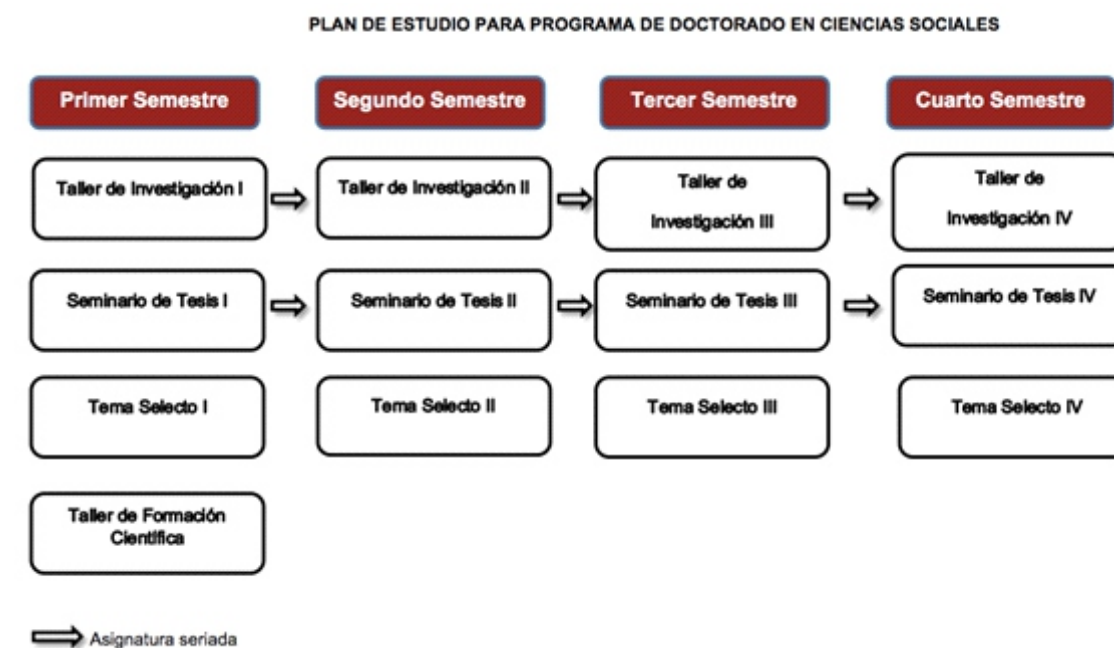 PLAN DE ESTUDIO PARA PROGRAMA DE DOCTORADO EN CIENCIAS SOCIALES
Primer Semestre
Segundo Semestre
Tercer Semestre
Cuarto Semestre
Taller de Investigación I
Taller de Investigación II
Taller de
Investigación III
Taller de
Investigación IV
Seminario de Tesis I
Seminario de Tesis II
Seminario de Tesis III
Seminario de Tesis IV
Tema Selecto I
Tema Selecto II
Tema Selecto III
Tema Selecto IV
Taller de Formación
Científica
Asignatura seriada